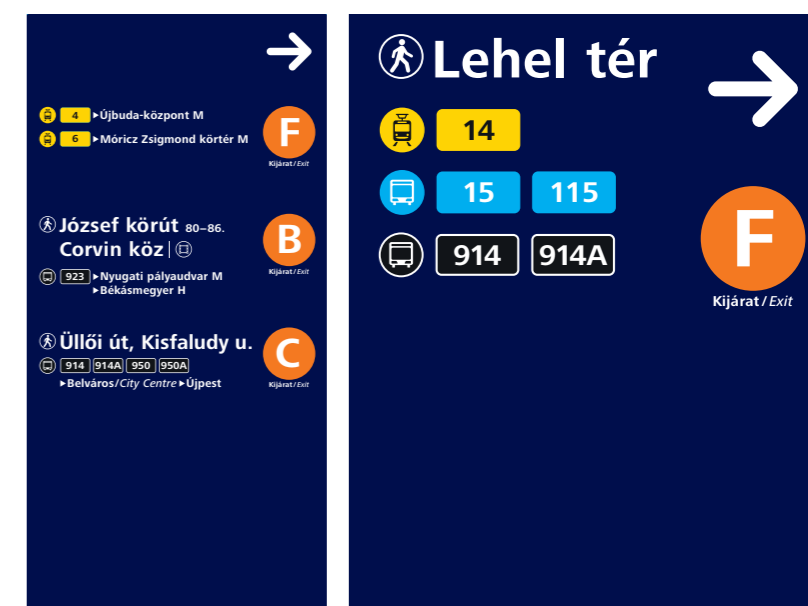 4 ▸Újbuda-központ M
6 ▸Móricz Zsigmond körtér M
F
Kijárat/Exit
József körút 80–86.
Corvin köz
B
Kijárat/Exit
923 ▸Nyugati pályaudvar M
▸Békásmegyer H
Üllői út, Kisfaludy u.
C
Kijárat/Exit
914 914A 950 950A
▸Belváros/City Centre▸Újpest
Lehel tér
14
15 115
914 914A
F
Kijárat/Exit